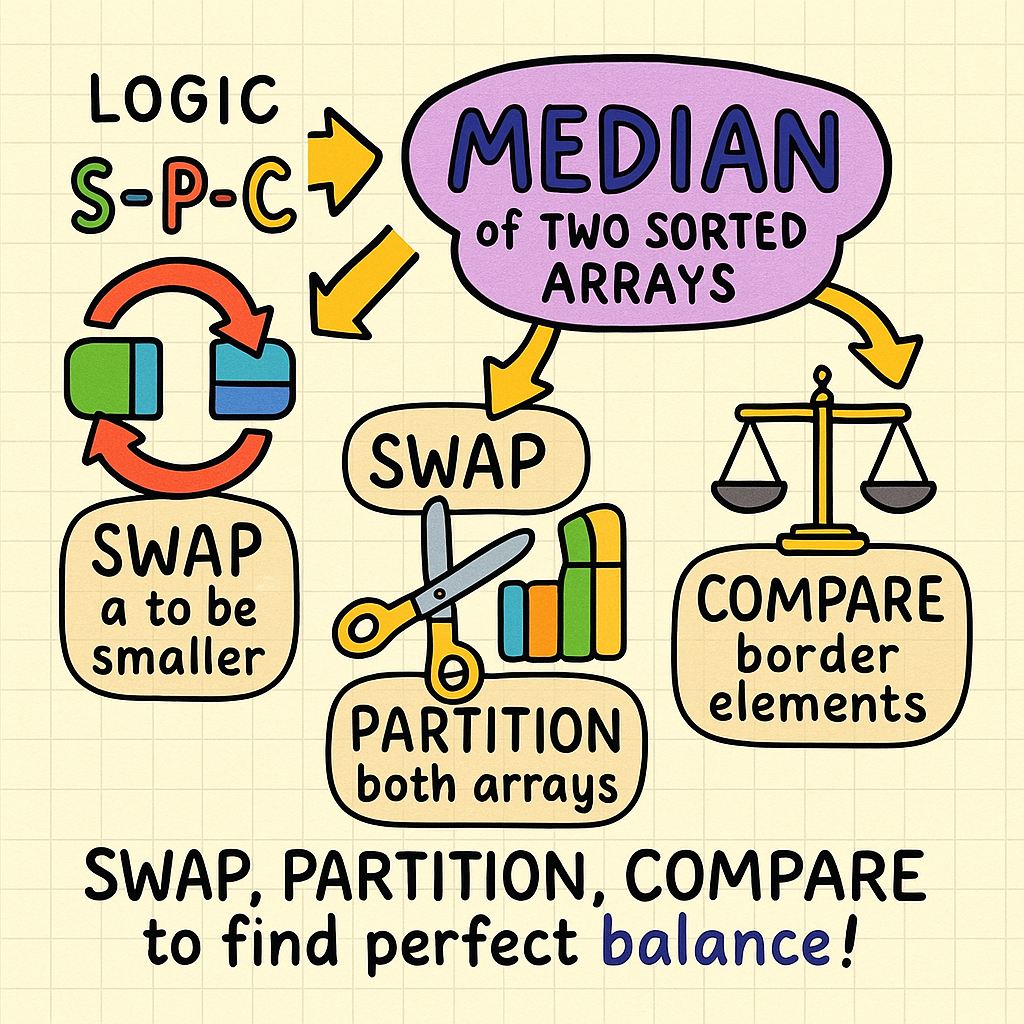 LOGIC
S-P-C
MEDIAN
of TWO SORTED
ARRAYS
SWAP
a to be
smaller
SWAP
PARTITION
both arrays
COMPARE
border
elements
SWAP, PARTITION, COMPARE
to find perfect balance!